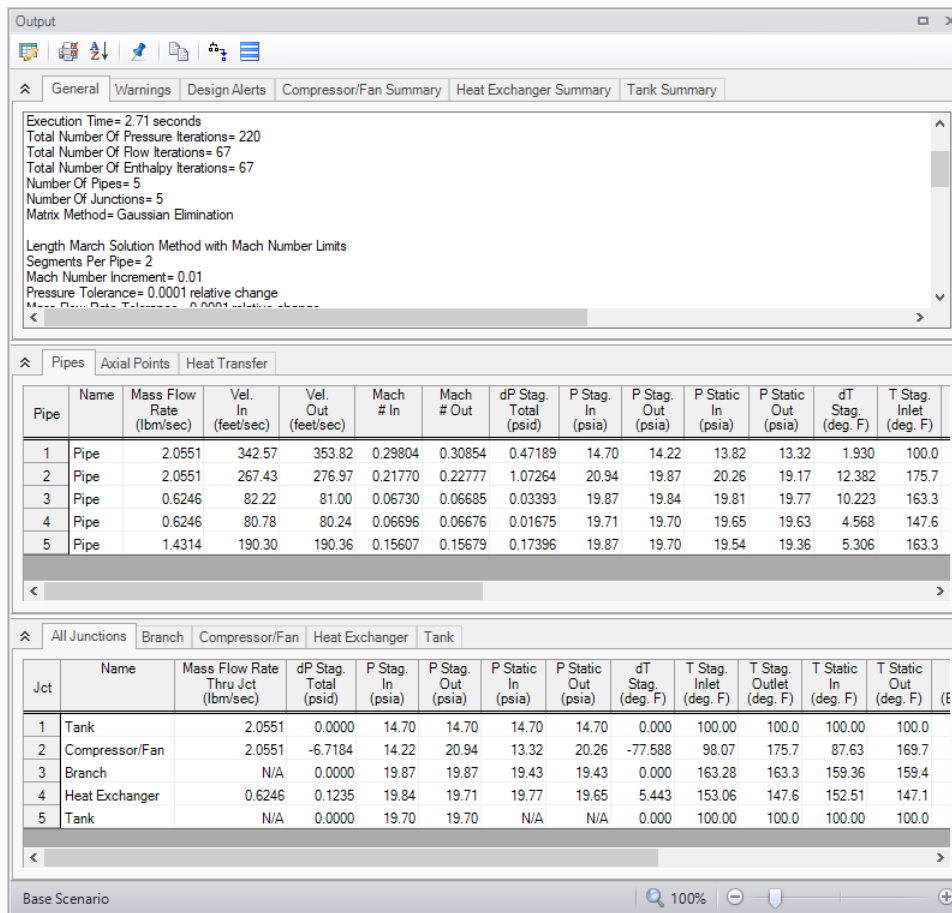 Output
General Warnings Design Alerts Compressor/Fan Summary Heat Exchanger Summary Tank Summary
Execution Time= 2.71 seconds
Total Number Of Pressure Iterations= 220
Total Number Of Flow Iterations= 67
Total Number Of Enthalpy Iterations= 67
Number Of Pipes= 5
Number Of Junctions= 5
Matrix Method= Gaussian Elimination
Length March Solution Method with Mach Number Limits
Segments Per Pipe= 2
Mach Number Increment= 0.01
Pressure Tolerance= 0.0001 relative change
Mass Flow Rate Tolerance= 0.0001 relative change
Pipes Axial Points Heat Transfer
Pipe Name Mass Flow Rate (lbm/sec) Vel. In (feet/sec) Vel. Out (feet/sec) Mach # In Mach # Out dP Stag. Total (psid) P Stag. In (psia) P Stag. Out (psia) P Static In (psia) P Static Out (psia) dT Stag. (deg. F) T Stag. Inlet (deg. F)
1 Pipe 2.0551 342.57 353.82 0.29804 0.30854 0.47189 14.70 14.22 13.82 13.32 1.930 100.0
2 Pipe 2.0551 267.43 276.97 0.21770 0.22777 1.07264 20.94 19.87 20.26 19.17 12.382 175.7
3 Pipe 0.6246 82.22 81.00 0.06730 0.06685 0.03393 19.87 19.84 19.81 19.77 10.223 163.3
4 Pipe 0.6246 80.78 80.24 0.06696 0.06676 0.01675 19.71 19.70 19.65 19.63 4.568 147.6
5 Pipe 1.4314 190.30 190.36 0.15607 0.15679 0.17396 19.87 19.70 19.54 19.36 5.306 163.3
All Junctions Branch Compressor/Fan Heat Exchanger Tank
Jct Name Mass Flow Rate Thru Jct (lbm/sec) dP Stag. Total (psid) P Stag. In (psia) P Stag. Out (psia) P Static In (psia) P Static Out (psia) dT Stag. (deg. F) T Stag. Inlet (deg. F) T Stag. Outlet (deg. F) T Static In (deg. F) T Static Out (deg. F)
1 Tank 2.0551 0.0000 14.70 14.70 14.70 14.70 0.000 100.00 100.0 100.00 100.0
2 Compressor/Fan 2.0551 -6.7184 14.22 20.94 13.32 20.26 -77.588 98.07 175.7 87.63 169.7
3 Branch N/A 0.0000 19.87 19.87 19.43 19.43 0.000 163.28 163.3 159.36 159.4
4 Heat Exchanger 0.6246 0.1235 19.84 19.71 19.77 19.65 5.443 153.06 147.6 152.51 147.1
5 Tank N/A 0.0000 19.70 19.70 N/A N/A 0.000 100.00 100.0 100.00 100.0
Base Scenario 100%